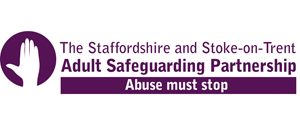 The Staffordshire and Stoke-on-Trent
Adult Safeguarding Partnership
Abuse must stop